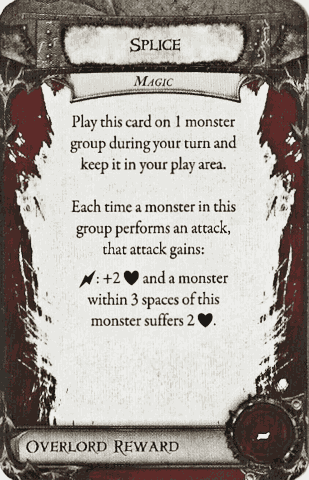 SPLICE
MAGIC
Play this card on 1 monster
group during your turn and
keep it in your play area.
Each time a monster in this
group performs an attack,
that attack gains:
: +2 ♥ and a monster
within 3 spaces of this
monster suffers 2 ♥.
OVERLORD REWARD
-